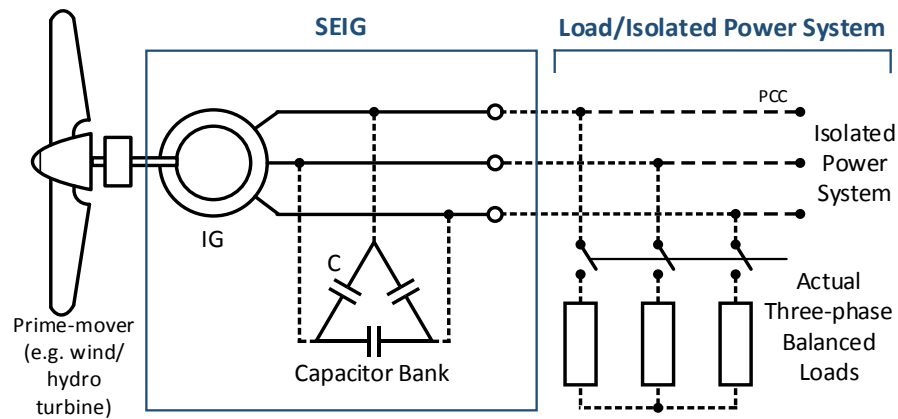 SEIG
Load/Isolated Power System
PCC
Isolated
Power
System
IG
C
Capacitor Bank
Prime-mover
(e.g. wind/
hydro
turbine)
Actual
Three-phase
Balanced
Loads